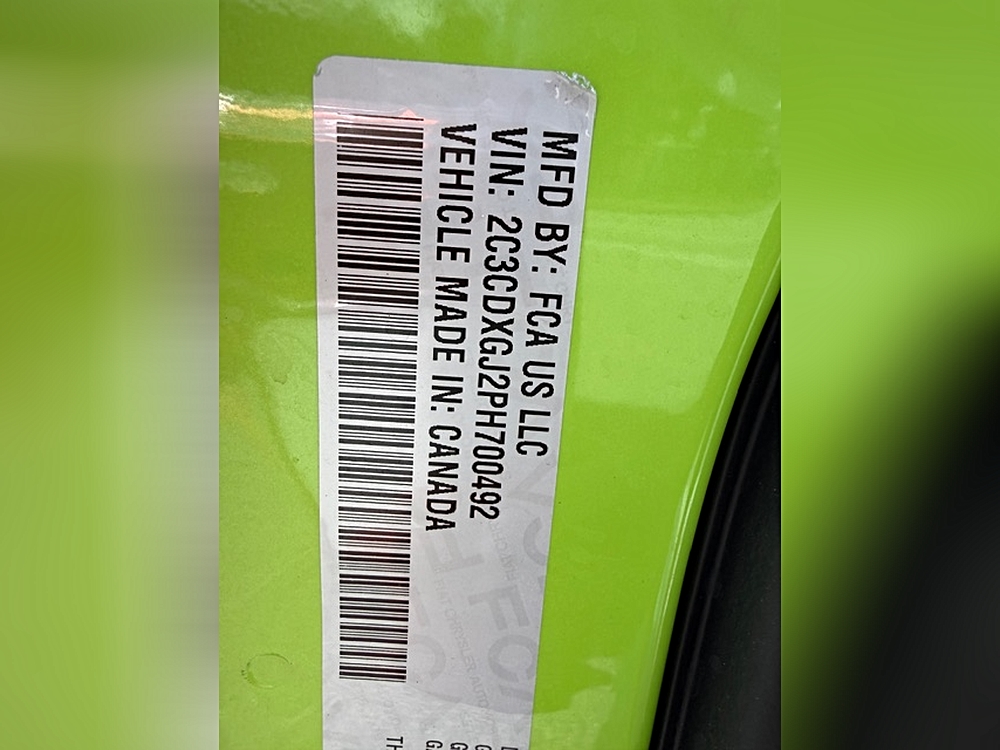 MFD BY: FCA US LLC
VIN: 2C3CDXGJ2PH700492
VEHICLE MADE IN: CANADA